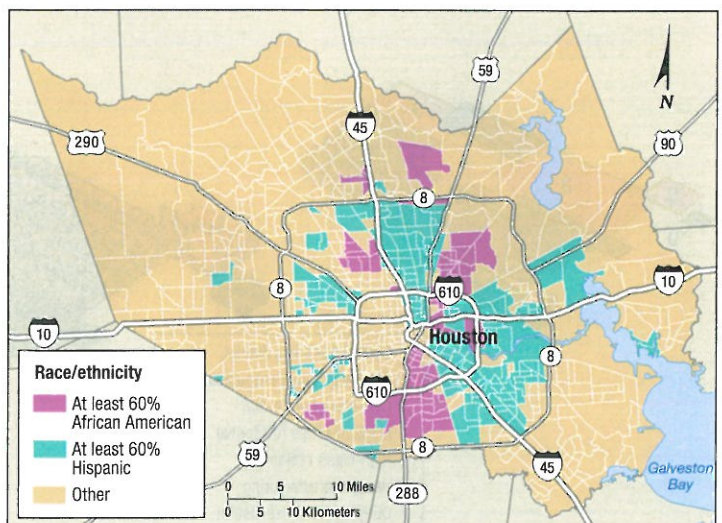 59
45
N
290
90
8
8
8
610
10
10
Houston
8
610
8
59
45
288
Galveston
Bay
Race/ethnicity
At least 60%
African American
At least 60%
Hispanic
Other
0 5 10 Miles
0 5 10 Kilometers